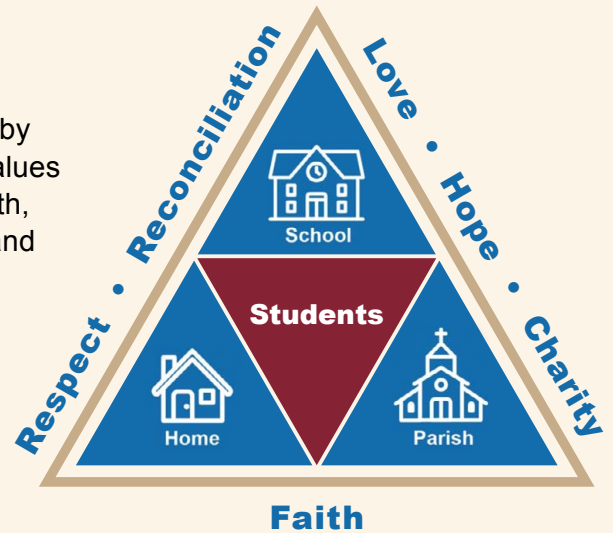 by
alues
th,
and
Respect • Reconciliation
Love • Hope • Charity
School
Students
Home
Parish
Faith